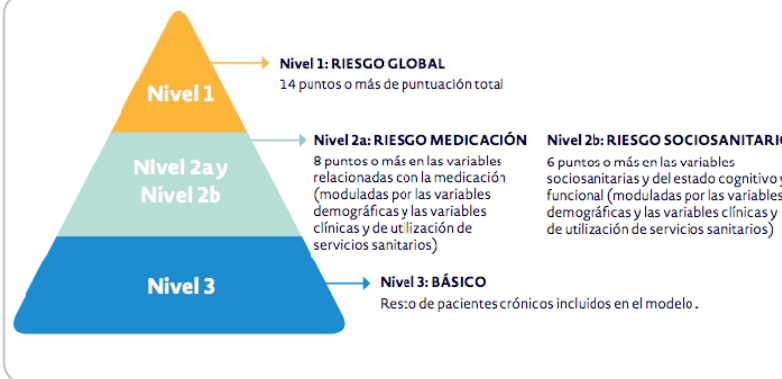 Nivel 1
Nivel 1: RIESGO GLOBAL
14 puntos o más de puntuación total
Nivel 2a y
Nivel 2b
Nivel 2a: RIESGO MEDICACIÓN
8 puntos o más en las variables
relacionadas con la medicación
(moduladas por las variables
demográficas y las variables
clínicas y de utilización de
servicios sanitarios)
Nivel 2b: RIESGO SOCIOSANITARI
6 puntos o más en las variables
sociosanitarias y del estado cognitivo y
funcional (moduladas por las variables
demográficas y las variables clínicas y
de utilización de servicios sanitarios)
Nivel 3
Nivel 3: BÁSICO
Resto de pacientes crónicos incluidos en el modelo.